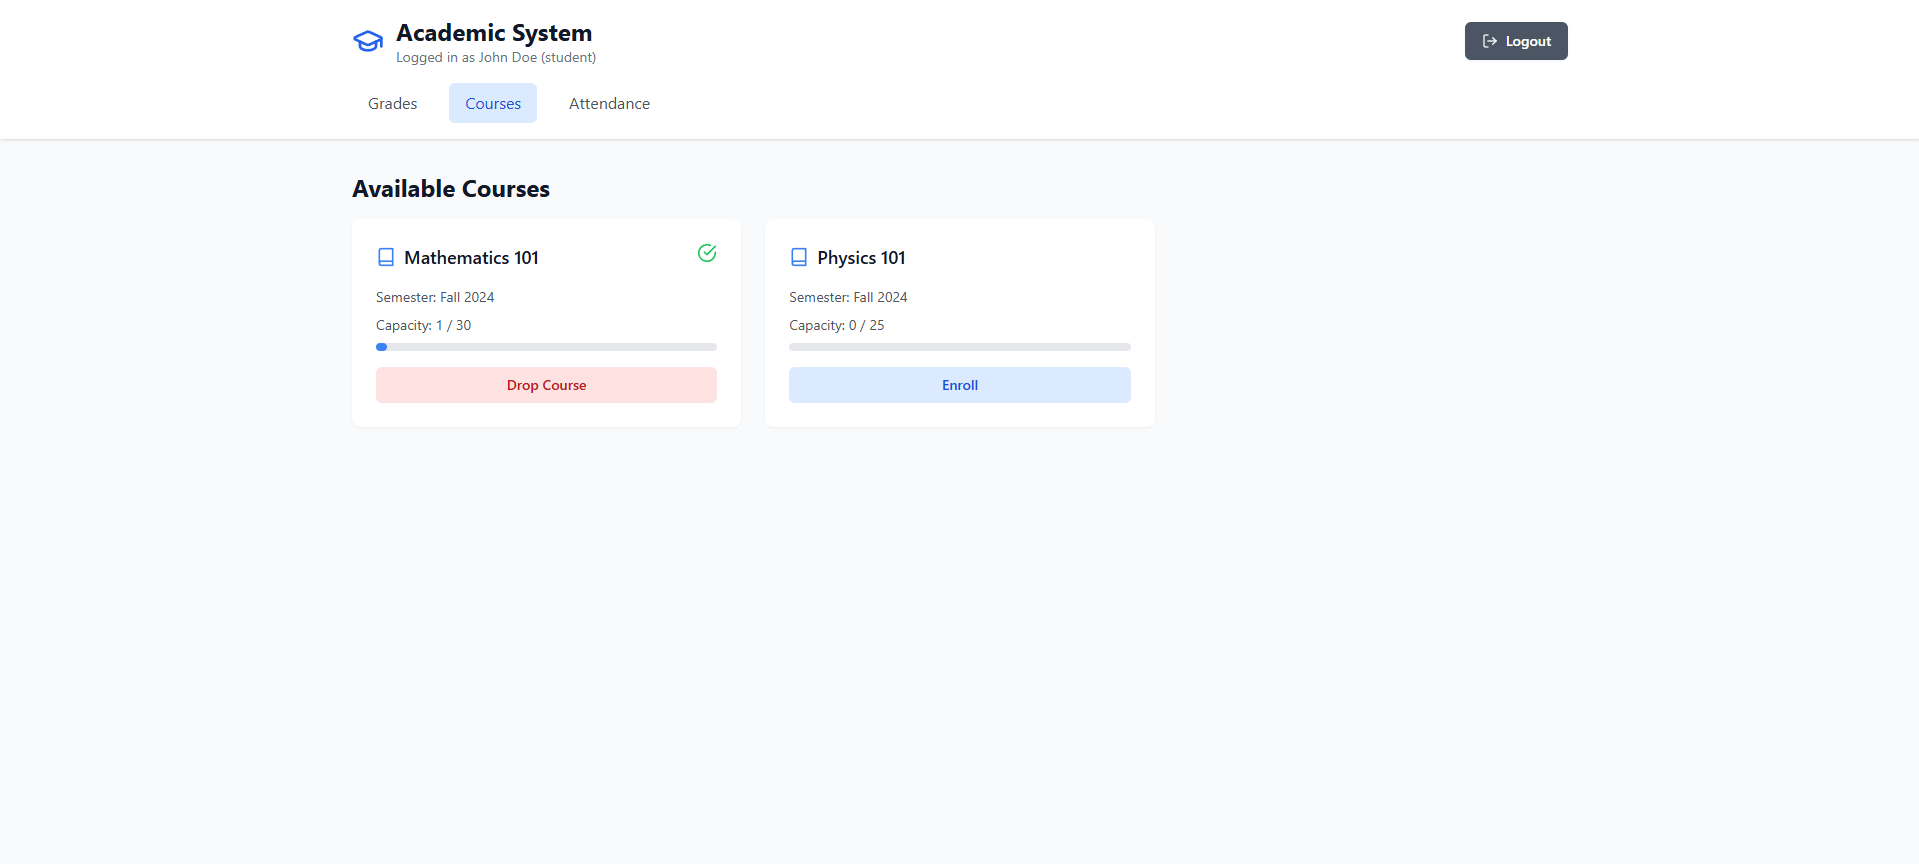 Academic System
Logged in as John Doe (student)
Logout
Grades
Courses
Attendance
Available Courses
Mathematics 101
Semester: Fall 2024
Capacity: 1 / 30
Drop Course
Physics 101
Semester: Fall 2024
Capacity: 0 / 25
Enroll